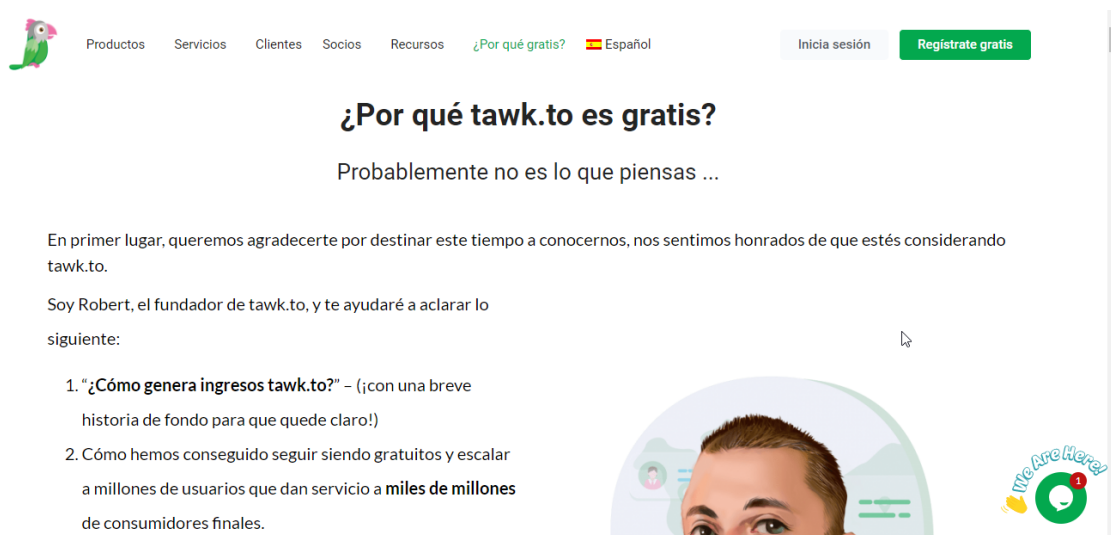 Productos Servicios Clientes Socios Recursos ¿Por qué gratis? Español Inicia sesión Regístrate gratis
¿Por qué tawk.to es gratis?
Probablemente no es lo que piensas ...
En primer lugar, queremos agradecerte por destinar este tiempo a conocernos, nos sentimos honrados de que estés considerando
tawk.to.
Soy Robert, el fundador de tawk.to, y te ayudaré a aclarar lo
siguiente:
1. “¿Cómo genera ingresos tawk.to?” – (¡con una breve
historia de fondo para que quede claro!)
2. Cómo hemos conseguido seguir siendo gratuitos y escalar
a millones de usuarios que dan servicio a miles de millones
de consumidores finales.
We Are Here!
1